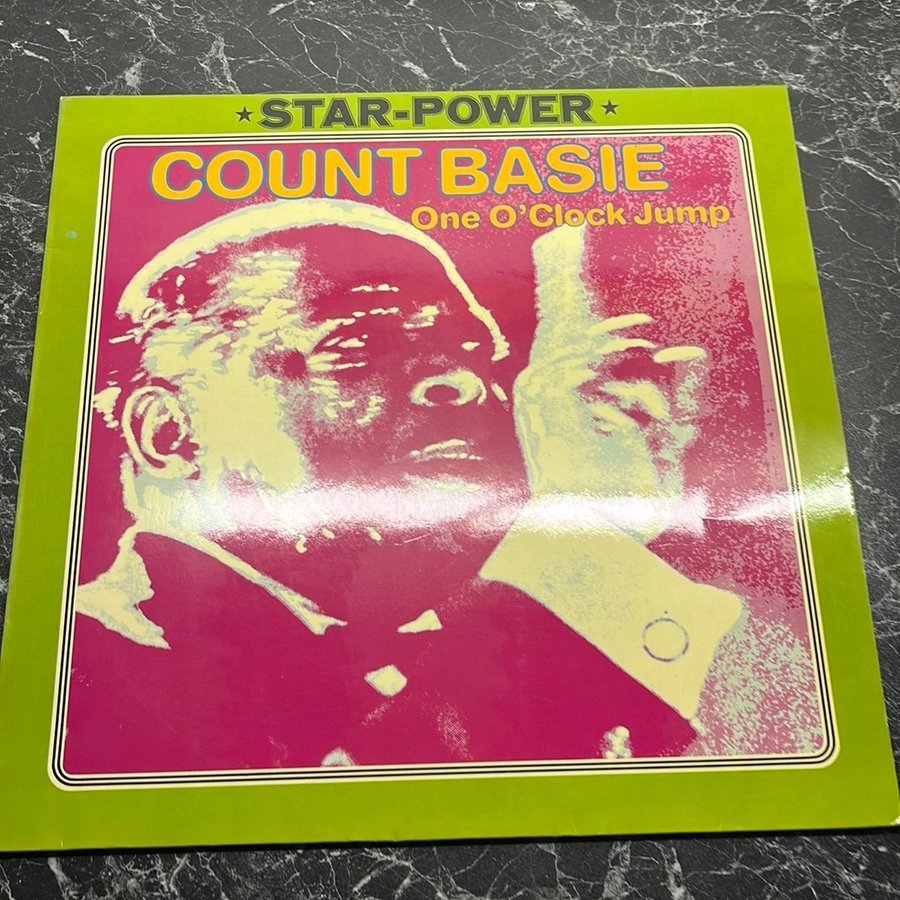 ★STAR-POWER★
COUNT BASIE
One O'Clock Jump